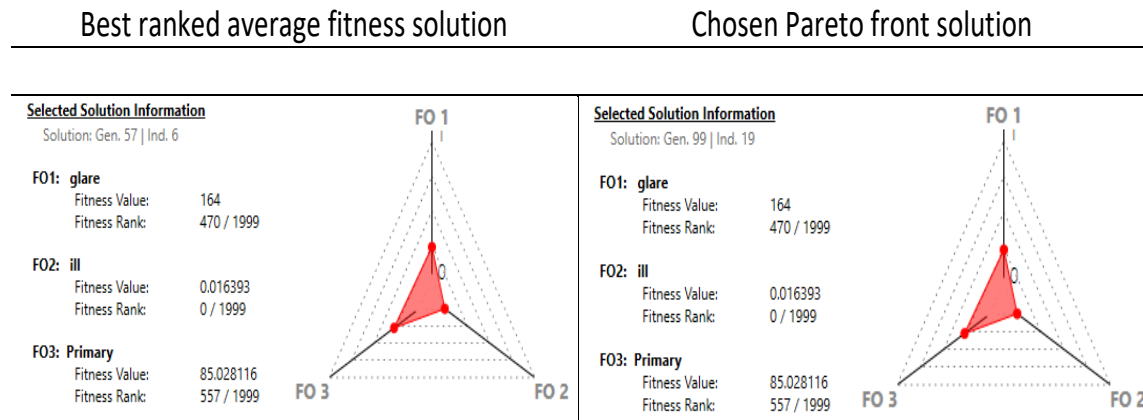 Best ranked average fitness solution
Chosen Pareto front solution
Selected Solution Information
Solution: Gen. 57 | Ind. 6
FO1: glare
Fitness Value: 164
Fitness Rank: 470 / 1999
FO2: ill
Fitness Value: 0.016393
Fitness Rank: 0 / 1999
FO3: Primary
Fitness Value: 85.028116
Fitness Rank: 557 / 1999
FO 1
1
0
FO 3
FO 2
Selected Solution Information
Solution: Gen. 99 | Ind. 19
FO1: glare
Fitness Value: 164
Fitness Rank: 470 / 1999
FO2: ill
Fitness Value: 0.016393
Fitness Rank: 0 / 1999
FO3: Primary
Fitness Value: 85.028116
Fitness Rank: 557 / 1999
FO 1
1
0
FO 3
FO 2